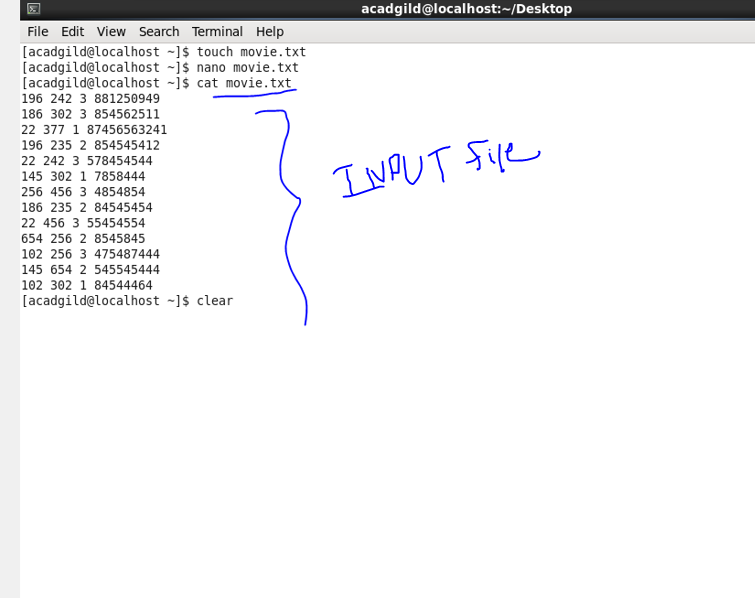 acadgild@localhost:~/Desktop
File Edit View Search Terminal Help
[acadgild@localhost ~]$ touch movie.txt
[acadgild@localhost ~]$ nano movie.txt
[acadgild@localhost ~]$ cat movie.txt
196 242 3 881250949
186 302 3 854562511
22 377 1 87456563241
196 235 2 854545412
22 242 3 578454544
145 302 1 7858444
256 456 3 4854854
186 235 2 84545454
22 456 3 55454554
654 256 2 8545845
102 256 3 475487444
145 654 2 545545444
102 302 1 84544464
[acadgild@localhost ~]$ clear
INPUT file